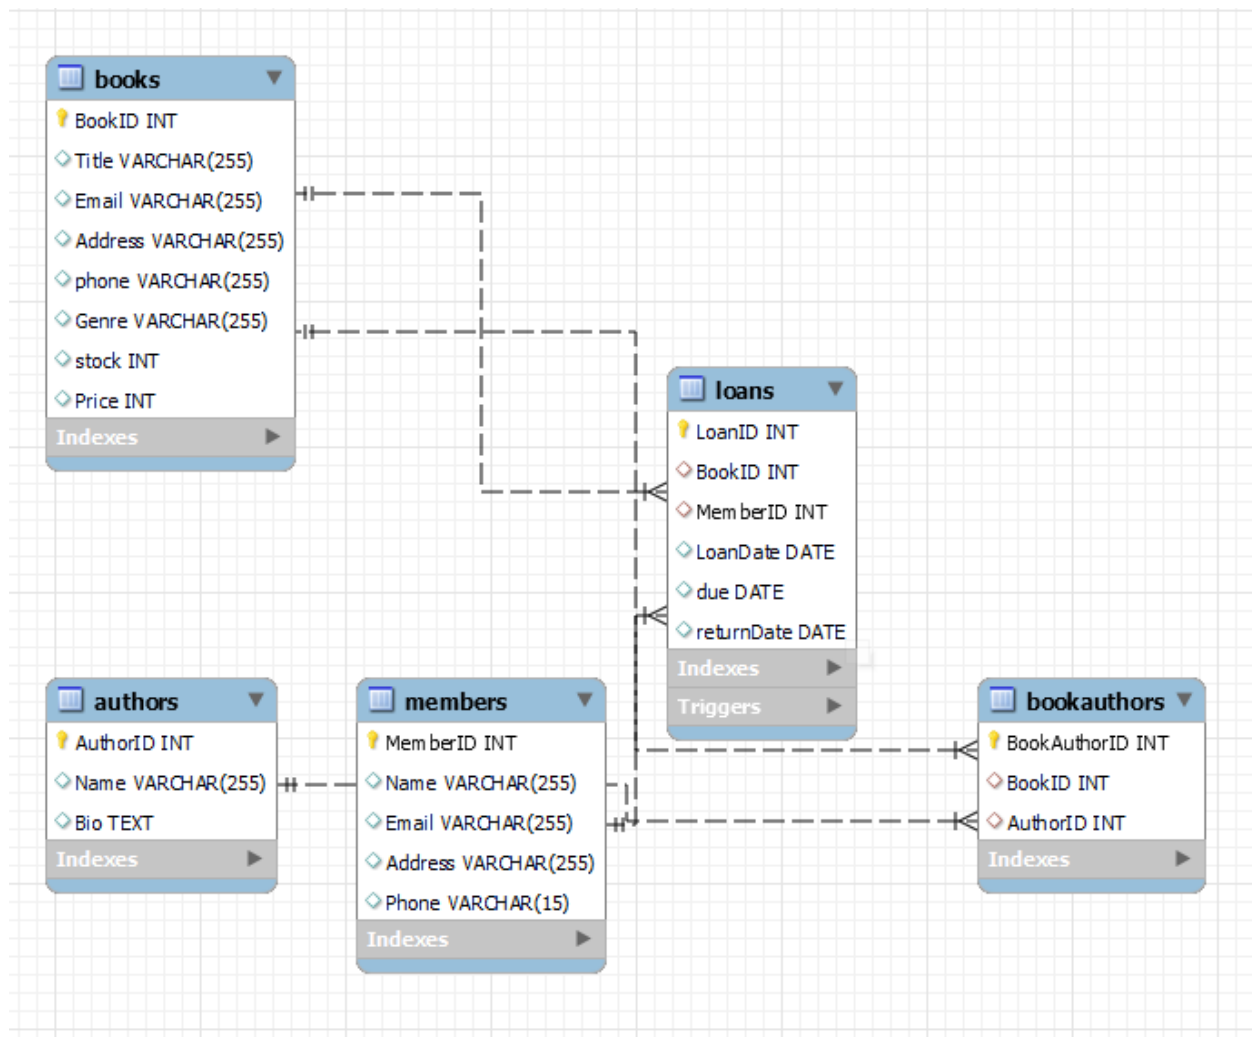 books
BookID INT
Title VARCHAR(255)
Email VARCHAR(255)
Address VARCHAR(255)
phone VARCHAR(255)
Genre VARCHAR(255)
stock INT
Price INT
Indexes
loans
LoanID INT
BookID INT
MemberID INT
LoanDate DATE
due DATE
returnDate DATE
Indexes
Triggers
authors
AuthorID INT
Name VARCHAR(255)
Bio TEXT
Indexes
members
MemberID INT
Name VARCHAR(255)
Email VARCHAR(255)
Address VARCHAR(255)
Phone VARCHAR(15)
Indexes
bookauthors
BookAuthorID INT
BookID INT
AuthorID INT
Indexes